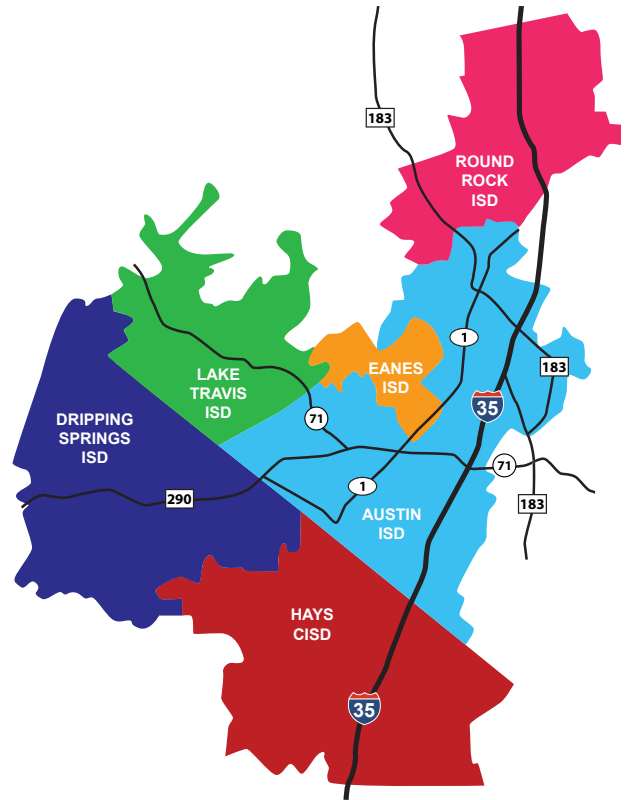 183
ROUND
ROCK
ISD
1
EANES
ISD
183
LAKE
TRAVIS
ISD
35
71
DRIPPING
SPRINGS
ISD
71
1
290
183
AUSTIN
ISD
HAYS
CISD
35